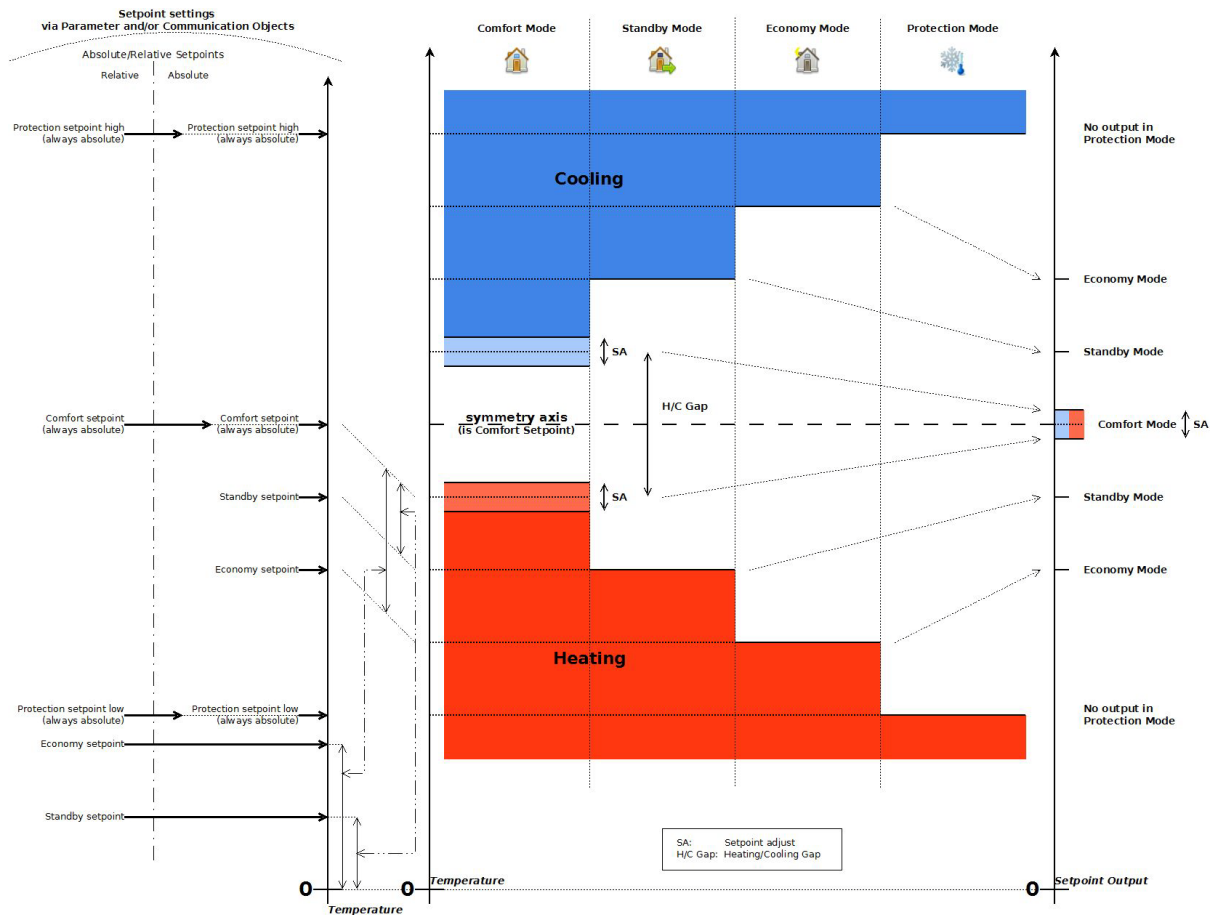 Setpoint settings
via Parameter and/or Communication Objects
Absolute/Relative Setpoints
Relative
Absolute
Comfort Mode
Standby Mode
Economy Mode
Protection Mode
Protection setpoint high
(always absolute)
Protection setpoint high
(always absolute)
No output in
Protection Mode
Cooling
Economy Mode
SA
Standby Mode
H/C Gap
Comfort setpoint
(always absolute)
Comfort setpoint
(always absolute)
symmetry axis
(is Comfort Setpoint)
Comfort Mode
SA
Standby setpoint
SA
Standby Mode
Economy setpoint
Economy Mode
Heating
Protection setpoint low
(always absolute)
Protection setpoint low
(always absolute)
No output in
Protection Mode
Economy setpoint
Standby setpoint
SA: Setpoint adjust
H/C Gap: Heating/Cooling Gap
0
0
0
Temperature
Setpoint Output
Temperature